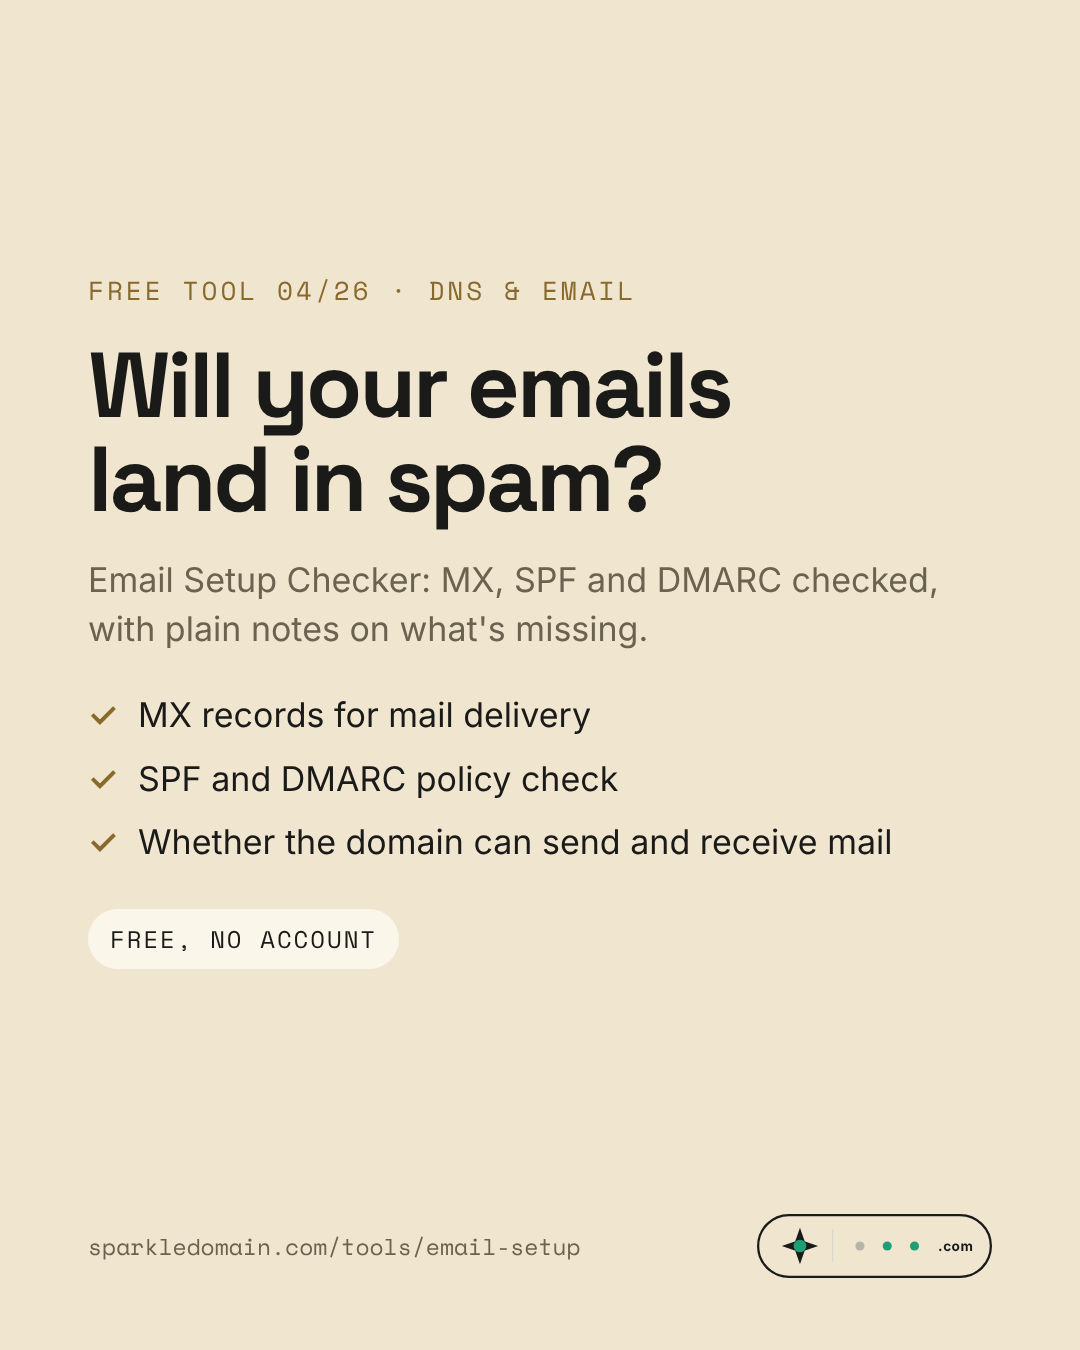 FREE TOOL 04/26 · DNS & EMAIL
Will your emails
land in spam?
Email Setup Checker: MX, SPF and DMARC checked,
with plain notes on what's missing.
MX records for mail delivery
SPF and DMARC policy check
Whether the domain can send and receive mail
FREE, NO ACCOUNT
sparkledomain.com/tools/email-setup
.com